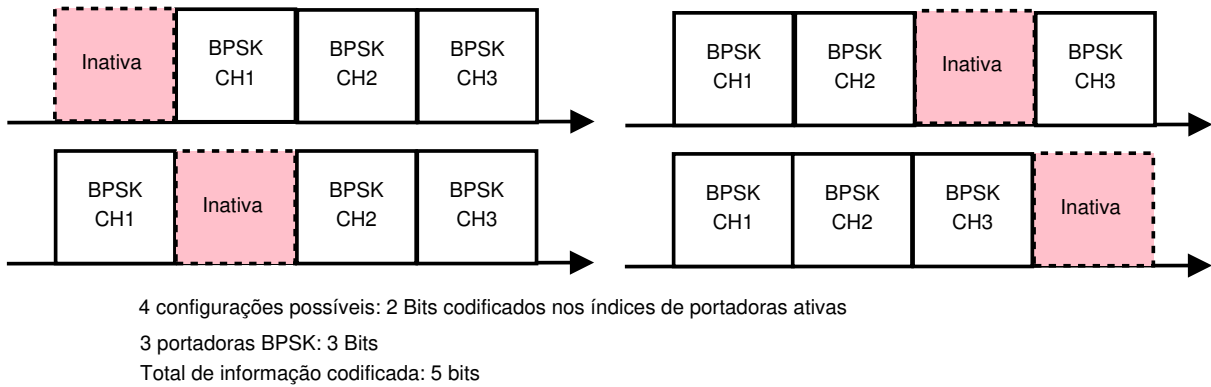 Inativa BPSK BPSK BPSK
CH1 CH2 CH3
BPSK BPSK Inativa BPSK
CH1 CH2 CH3
BPSK Inativa BPSK BPSK
CH1 CH2 CH3
BPSK BPSK BPSK Inativa
CH1 CH2 CH3
4 configurações possíveis: 2 Bits codificados nos índices de portadoras ativas
3 portadoras BPSK: 3 Bits
Total de informação codificada: 5 bits